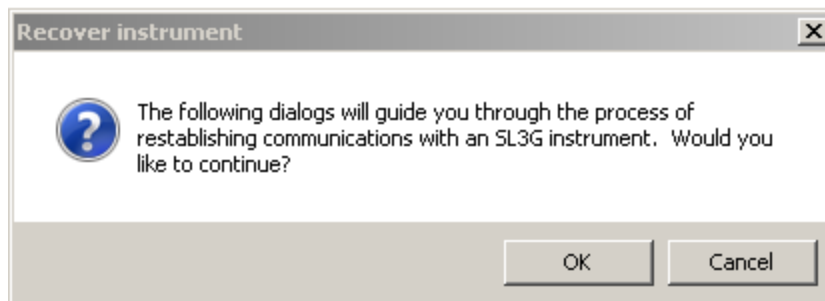 Recover instrument
The following dialogs will guide you through the process of
restablishing communications with an SL3G instrument.  Would you
like to continue?
OK
Cancel